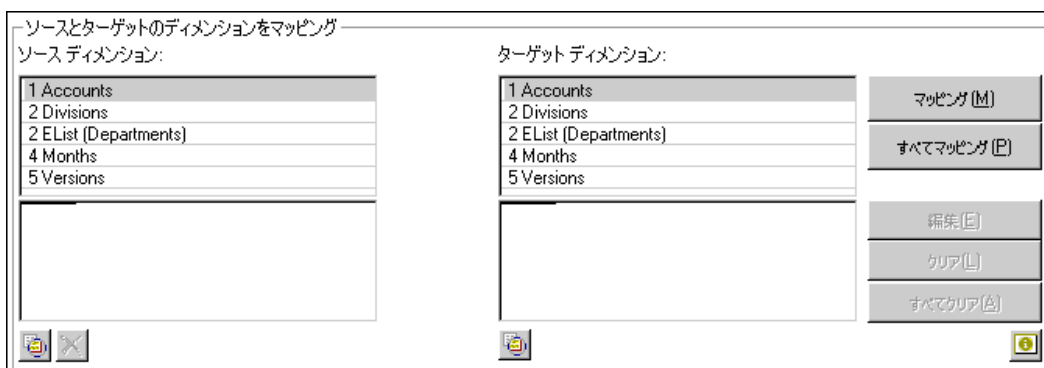 ソースとターゲットのディメンションをマッピング
ソース ディメンション:
1 Accounts
2 Divisions
2 EList (Departments)
4 Months
5 Versions
ターゲット ディメンション:
1 Accounts
2 Divisions
2 EList (Departments)
4 Months
5 Versions
マッピング(M)
すべてマッピング(P)
編集(E)
クリア(L)
すべてクリア(A)